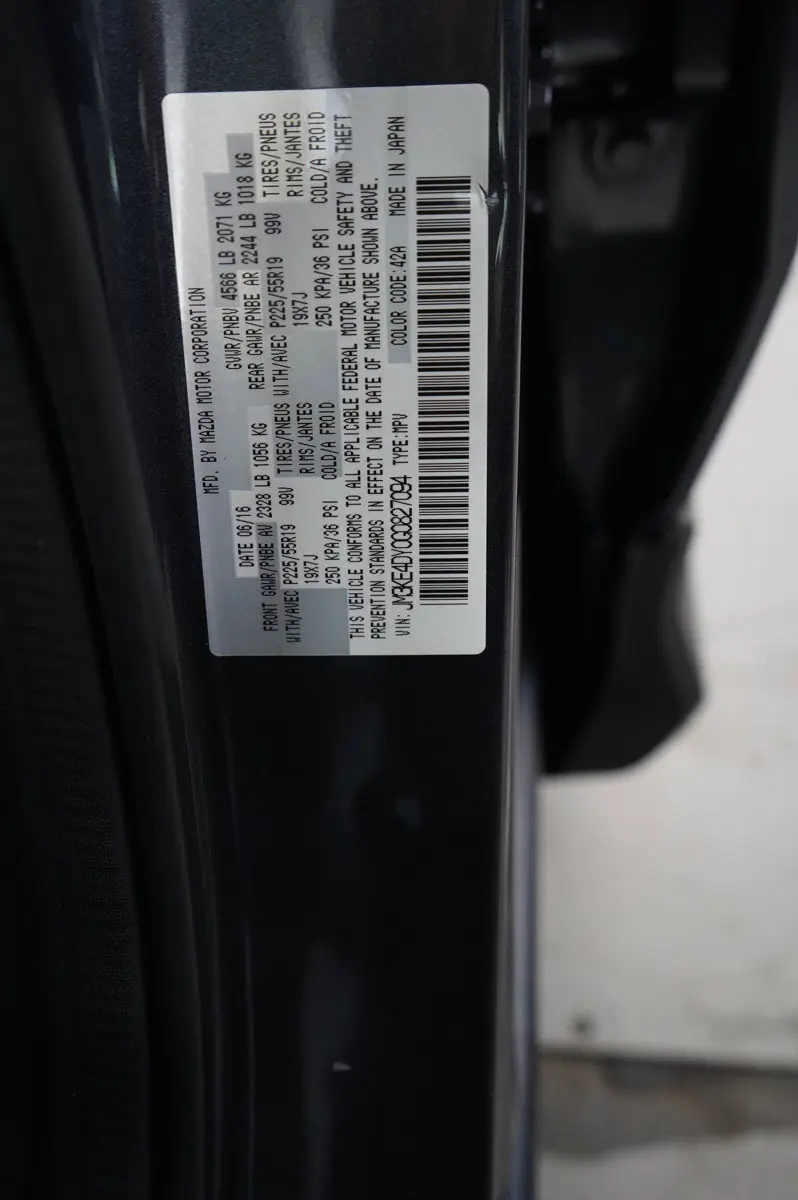 MFD. BY MAZDA MOTOR CORPORATION
DATE 06/16 GVWR/PNBV 4566 LB 2071 KG
FRONT GAWR/PNBE AV 2328 LB 1056 KG REAR GAWR/PNBE AR 2244 LB 1018 KG
WITH/AVEC P225/55R19 99V TIRES/PNEUS WITH/AVEC P225/55R19 99V TIRES/PNEUS
19X7J RIMS/JANTES 19X7J RIMS/JANTES
250 KPA/36 PSI COLD/A FROID 250 KPA/36 PSI COLD/A FROID
THIS VEHICLE CONFORMS TO ALL APPLICABLE FEDERAL MOTOR VEHICLE SAFETY AND THEFT
PREVENTION STANDARDS IN EFFECT ON THE DATE OF MANUFACTURE SHOWN ABOVE.
VIN: JM3KE4DY0G0827094 TYPE:MPV COLOR CODE:42A MADE IN JAPAN